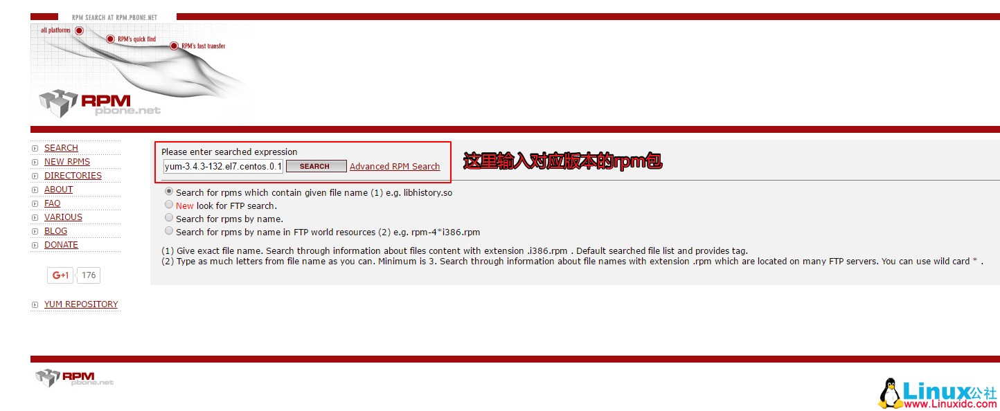 RPM SEARCH AT RPM.PBONE.NET
all platforms
RPM's quick find
RPM's fast transfer
RPM
pbone.net
SEARCH
NEW RPMS
DIRECTORIES
ABOUT
FAQ
VARIOUS
BLOG
DONATE
G+1 176
YUM REPOSITORY
Please enter searched expression
yum-3.4.3-132.el7.centos.0.1 SEARCH Advanced RPM Search
这里输入对应版本的rpm包
Search for rpms which contain given file name (1) e.g. libhistory.so
New look for FTP search.
Search for rpms by name.
Search for rpms by name in FTP world resources (2) e.g. rpm-4*i386.rpm
(1) Give exact file name. Search through information about files content with extension .i386.rpm . Default searched file list and provides tag.
(2) Type as much letters from file name as you can. Minimum is 3. Search through information about file names with extension .rpm which are located on many FTP servers. You can use wild card * .
RPM
pbone.net
Linux公社
www.Linuxidc.com